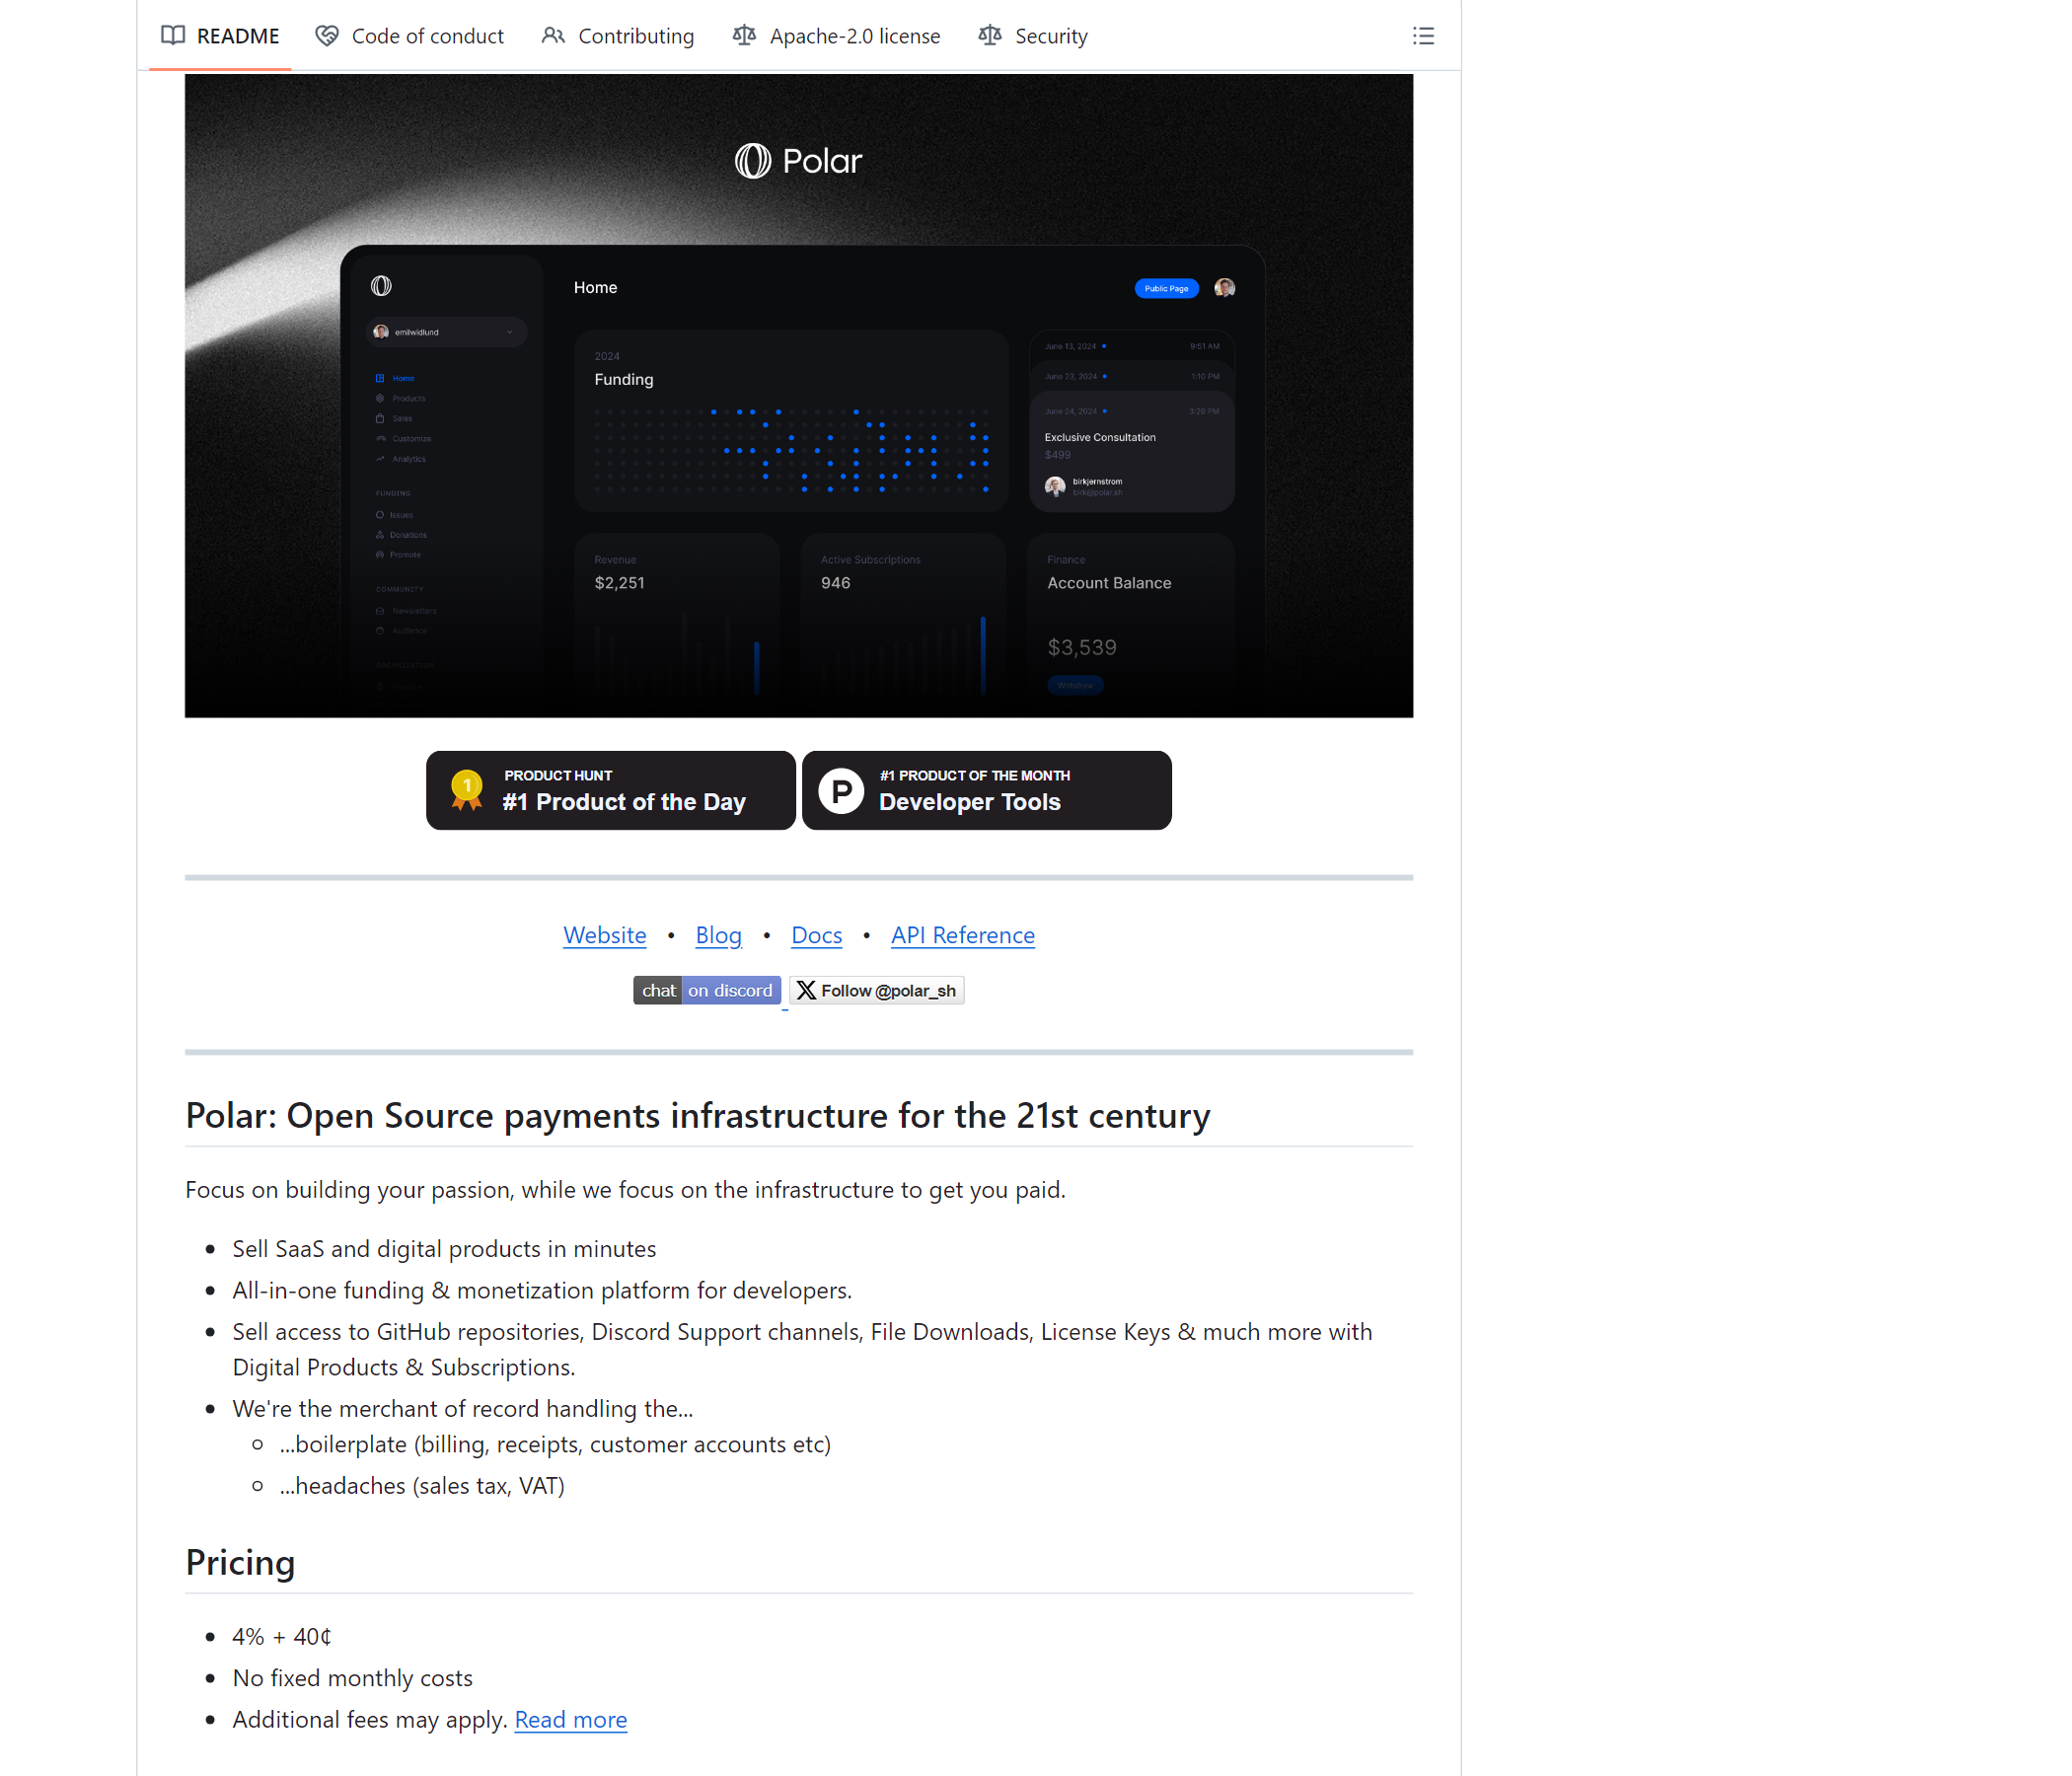 README
Code of conduct
Contributing
Apache-2.0 license
Security
Polar
emilwidlund
Home
Products
Sales
Customize
Analytics
FUNDING
Issues
Donations
Promote
COMMUNITY
Newsletters
Audience
ORGANIZATION
Home
Public Page
2024
Funding
June 13, 2024 • 9:51 AM
June 23, 2024 • 1:10 PM
June 24, 2024 • 3:29 PM
Exclusive Consultation
$499
birkjernstrom
birk@polar.sh
Revenue
$2,251
Active Subscriptions
946
Finance
Account Balance
$3,539
Withdraw
1
PRODUCT HUNT
#1 Product of the Day
P
#1 PRODUCT OF THE MONTH
Developer Tools
Website • Blog • Docs • API Reference
chat on discord
X Follow @polar_sh
Polar: Open Source payments infrastructure for the 21st century
Focus on building your passion, while we focus on the infrastructure to get you paid.
• Sell SaaS and digital products in minutes
• All-in-one funding & monetization platform for developers.
• Sell access to GitHub repositories, Discord Support channels, File Downloads, License Keys & much more with
Digital Products & Subscriptions.
• We're the merchant of record handling the...
◦ ...boilerplate (billing, receipts, customer accounts etc)
◦ ...headaches (sales tax, VAT)
Pricing
• 4% + 40¢
• No fixed monthly costs
• Additional fees may apply. Read more